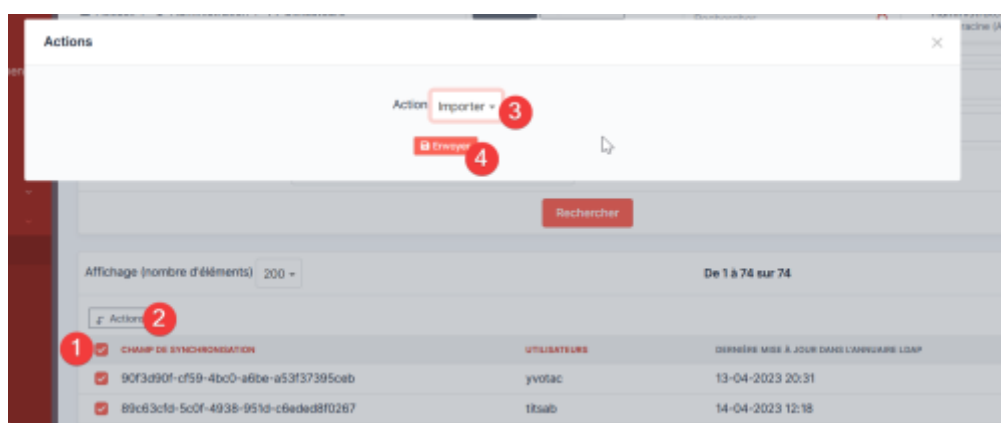 Actions
×
Action Importer
3
Envoyer
4
Rechercher
Affichage (nombre d'éléments) 200
De 1 à 74 sur 74
Actions
2
1
CHAMP DE SYNCHRONISATION UTILISATEURS DERNIÈRE MISE À JOUR DANS L'ANNUAIRE LDAP
90f3d90f-cf59-4bc0-a6be-a53f37395ceb yvotac 13-04-2023 20:31
89c63cfd-5c0f-4938-951d-c6eded8f0267 titsab 14-04-2023 12:18